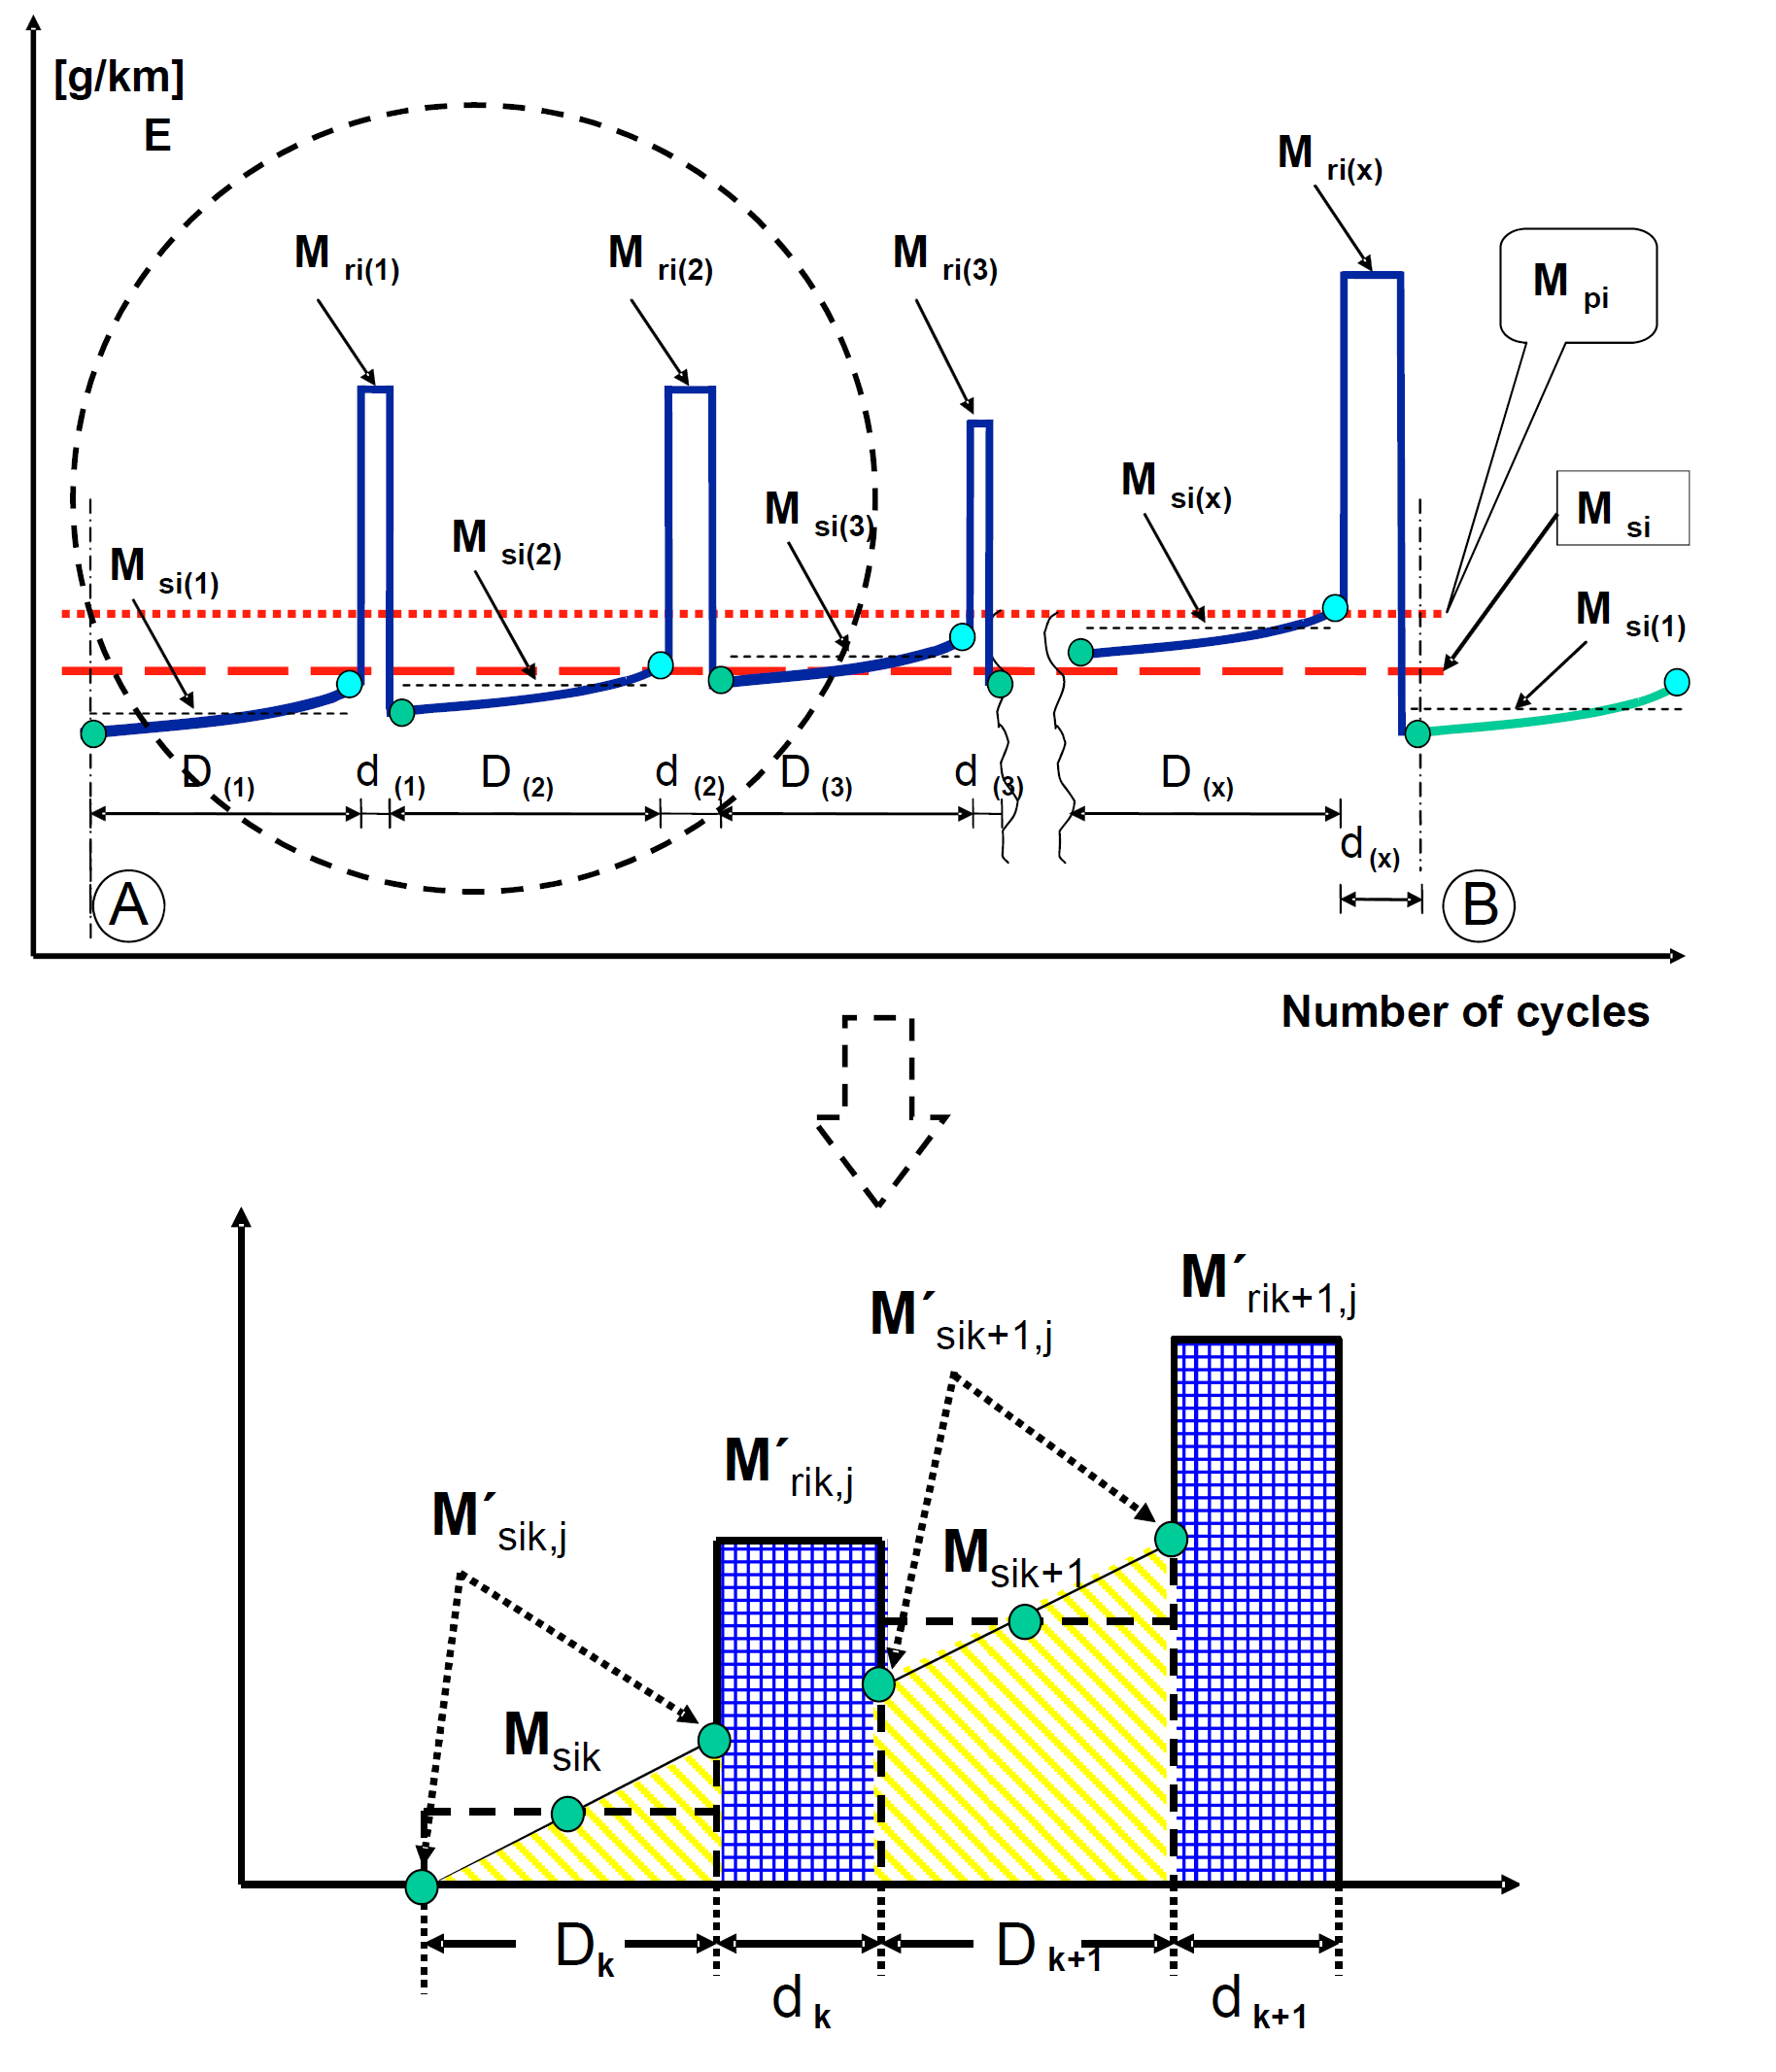 [g/km]
E
M ri(x)
M ri(1)
M ri(2)
M ri(3)
M pi
M si(1)
M si(2)
M si(3)
M si(x)
M si
M si(1)
D (1)
d (1)
D (2)
d (2)
D (3)
d (3)
D (x)
d (x)
A
B
Number of cycles
M´rik+1,j
M´sik+1,j
M´rik,j
M´sik,j
Msik+1
Msik
Dk
dk
D k+1
d k+1